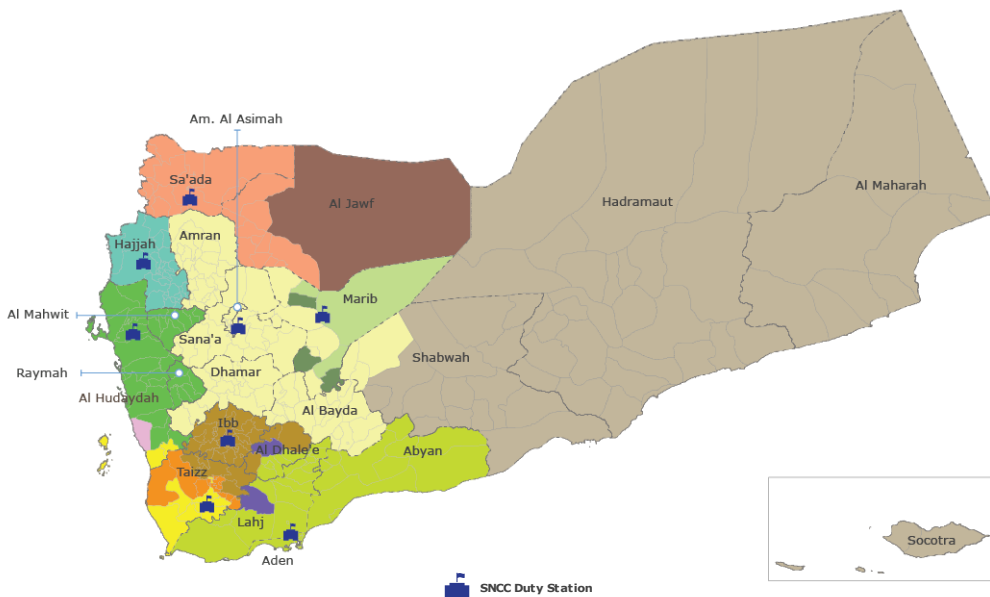 Am. Al Asimah
Sa'ada
Al Jawf
Hadramaut
Al Maharah
Hajjah
Amran
Marib
Al Mahwit
Sana'a
Shabwah
Raymah
Dhamar
Al Hudaydah
Al Bayda
Ibb
Al Dhale'e
Abyan
Taizz
Lahj
Aden
Socotra
SNCC Duty Station